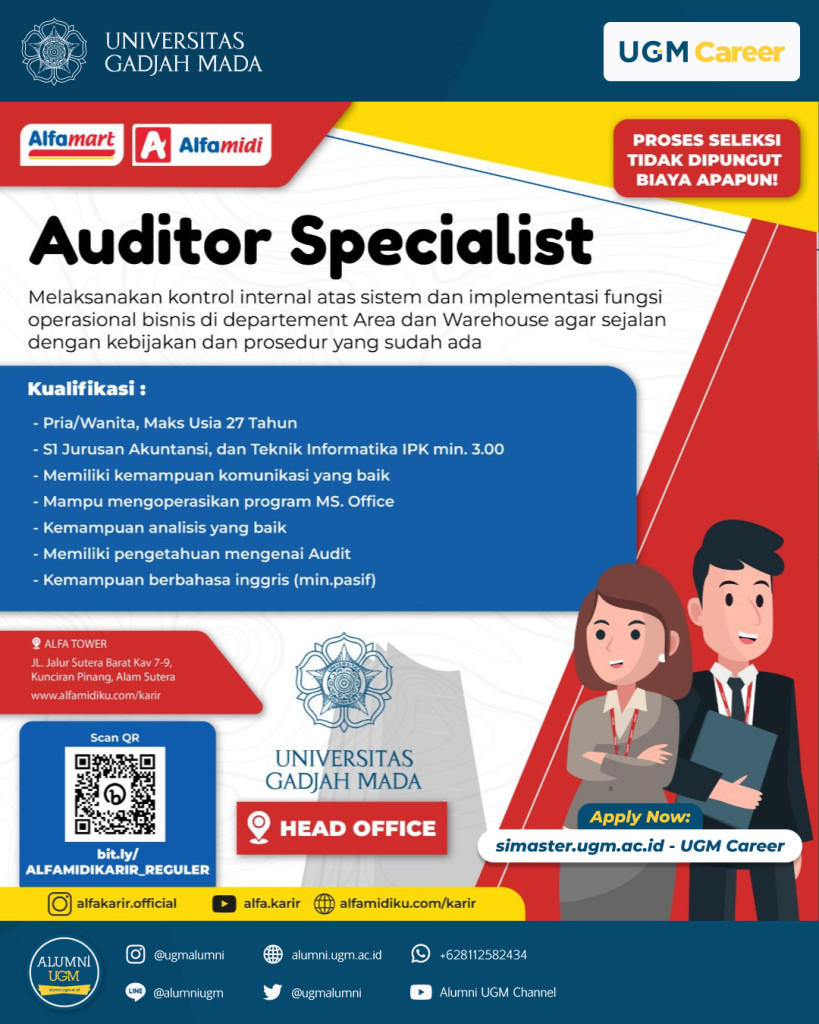 UNIVERSITAS
GADJAH MADA
UGM Career
Alfamart
Alfamidi
PROSES SELEKSI
TIDAK DIPUNGUT
BIAYA APAPUN!
Auditor Specialist
Melaksanakan kontrol internal atas sistem dan implementasi fungsi
operasional bisnis di departement Area dan Warehouse agar sejalan
dengan kebijakan dan prosedur yang sudah ada
Kualifikasi :
- Pria/Wanita, Maks Usia 27 Tahun
- S1 Jurusan Akuntansi, dan Teknik Informatika IPK min. 3.00
- Memiliki kemampuan komunikasi yang baik
- Mampu mengoperasikan program MS. Office
- Kemampuan analisis yang baik
- Memiliki pengetahuan mengenai Audit
- Kemampuan berbahasa inggris (min.pasif)
ALFA TOWER
JL. Jalur Sutera Barat Kav 7-9,
Kunciran Pinang, Alam Sutera
www.alfamidiku.com/karir
Scan QR
bit.ly/
ALFAMIDIKARIR_REGULER
UNIVERSITAS
GADJAH MADA
HEAD OFFICE
Apply Now:
simaster.ugm.ac.id - UGM Career
alfakarir.official
alfa.karir
alfamidiku.com/karir
ALUMNI
UGM
alumni.ugm.ac.id
@ugmalumni
alumni.ugm.ac.id
+628112582434
LINE
@alumniugm
@ugmalumni
Alumni UGM Channel